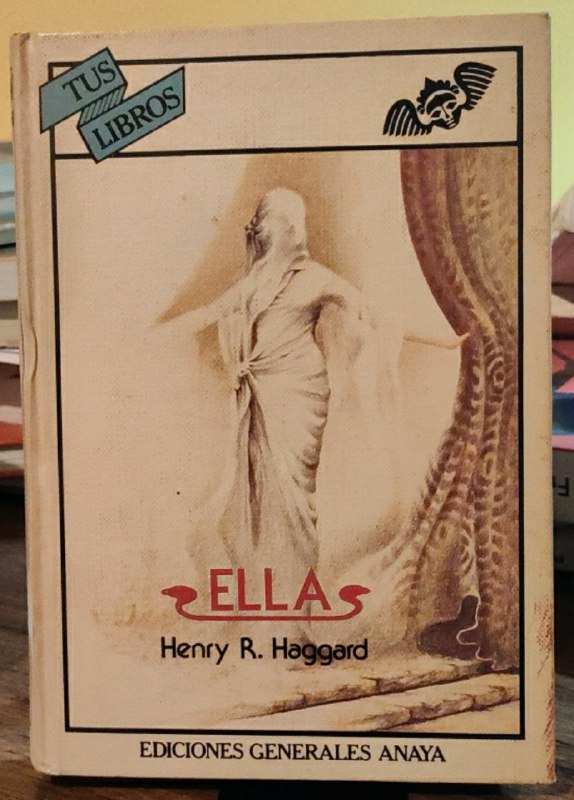 TUS
LIBROS
ELLA
Henry R. Haggard
EDICIONES GENERALES ANAYA